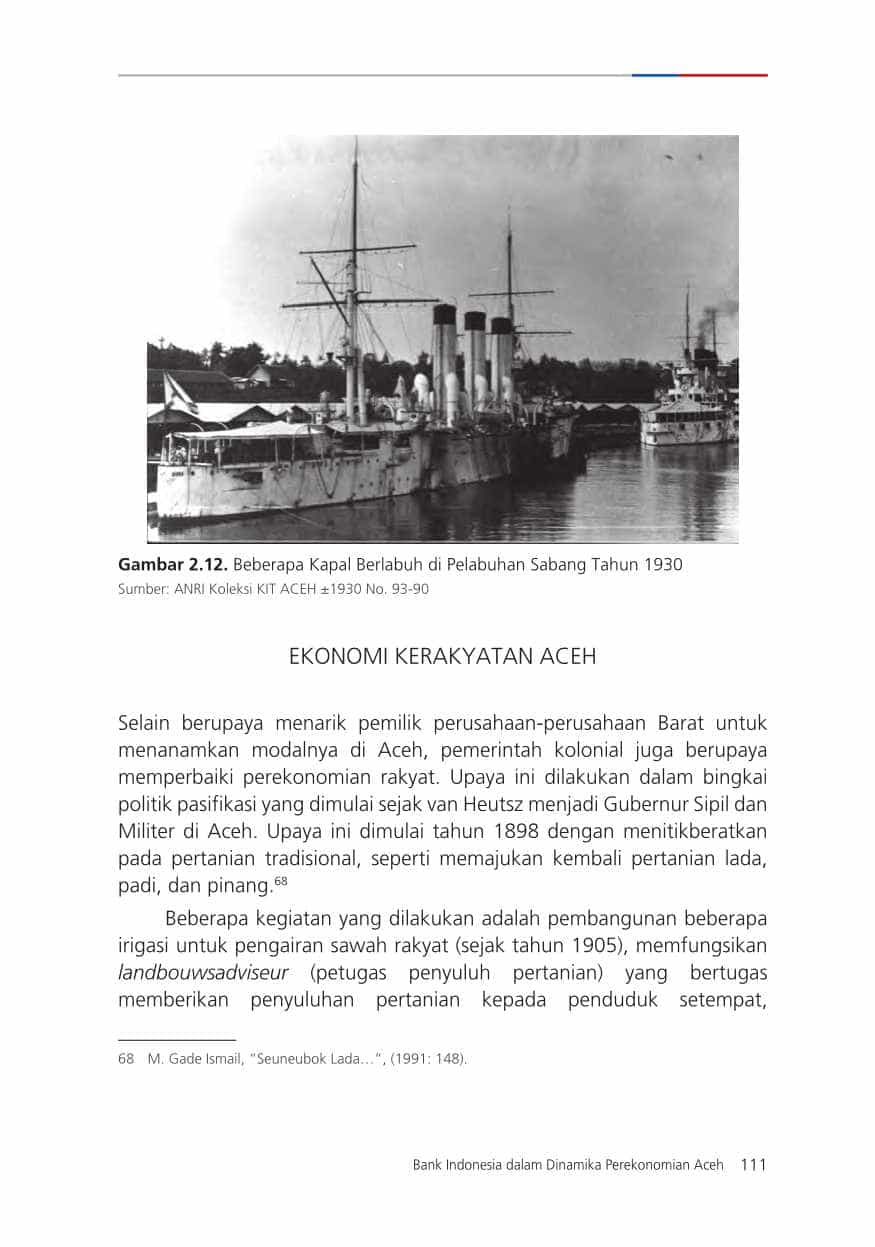 Gambar 2.12. Beberapa Kapal Berlabuh di Pelabuhan Sabang Tahun 1930
Sumber: ANRI Koleksi KIT ACEH ±1930 No. 93-90
EKONOMI KERAKYATAN ACEH
Selain berupaya menarik pemilik perusahaan-perusahaan Barat untuk
menanamkan modalnya di Aceh, pemerintah kolonial juga berupaya
memperbaiki perekonomian rakyat. Upaya ini dilakukan dalam bingkai
politik pasifikasi yang dimulai sejak van Heutsz menjadi Gubernur Sipil dan
Militer di Aceh. Upaya ini dimulai tahun 1898 dengan menitikberatkan
pada pertanian tradisional, seperti memajukan kembali pertanian lada,
padi, dan pinang.⁶⁸
Beberapa kegiatan yang dilakukan adalah pembangunan beberapa
irigasi untuk pengairan sawah rakyat (sejak tahun 1905), memfungsikan
landbouwsadviseur (petugas penyuluh pertanian) yang bertugas
memberikan penyuluhan pertanian kepada penduduk setempat,
68 M. Gade Ismail, “Seuneubok Lada…”, (1991: 148).
Bank Indonesia dalam Dinamika Perekonomian Aceh 111